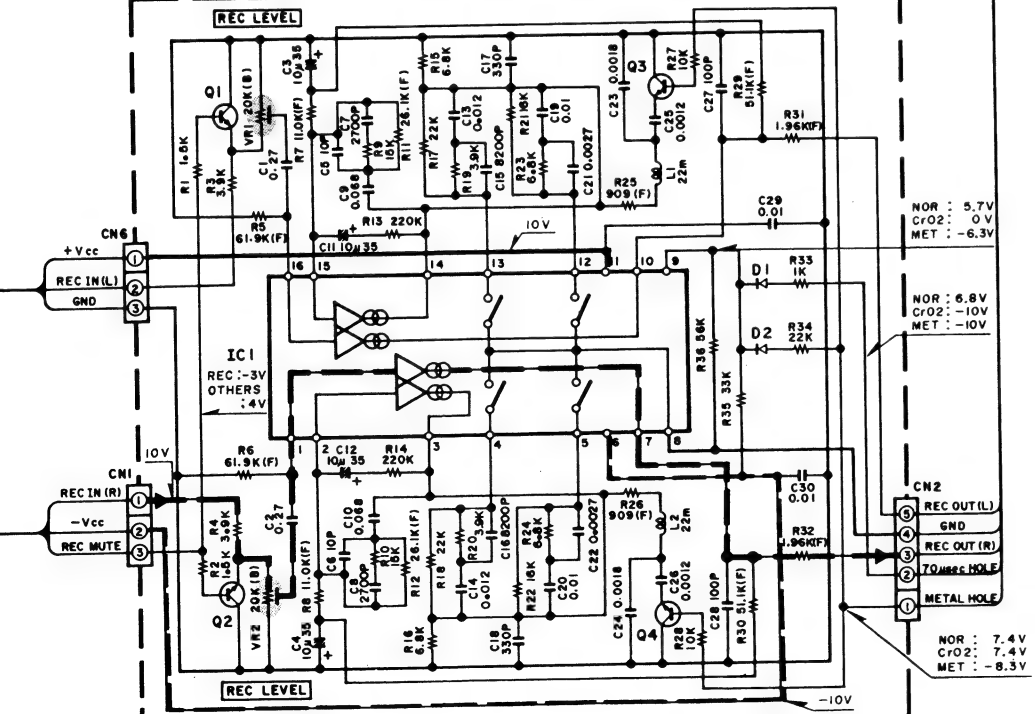 REC LEVEL
Q1
VR1 20K(B)
C3
10µ35
R7 11.0K(F)
C1
0.27
R1 1.5K
R3
3.9K
R5
61.9K(F)
C5 10P
C7
2700P
R9
15K
R11 26.1K(F)
C9
0.068
R13 220K
C11 10µ35
R15
6.8K
R17 22K
C13
0.012
R19 3.9K
C15 8200P
C17
330P
R21 16K
C19
0.01
R23
6.8K
C21 0.0027
C23 0.0018
Q3
R27
10K
C25
0.0012
C27 100P
R29
51.1K(F)
R31
1.96K(F)
L1
22m
R25
909(F)
C29
0.01
10V
CN6
+Vcc
1
REC IN(L)
2
GND
3
16
15
14
13
12
11
10
9
IC1
REC:-3V
OTHERS
:4V
D1
R33
1K
D2
R34
22K
R36 56K
R35 33K
NOR : 5.7V
CrO2: 0V
MET : -6.3V
NOR : 6.8V
CrO2: -10V
MET : -10V
1
2
3
4
5
6
7
8
10V
R6
61.9K(F)
C12
10µ35
R14
220K
CN1
REC IN(R)
1
-Vcc
2
REC MUTE
3
R4
3.9K
R2
1.5K
C2
0.27
Q2
20K(B)
VR2
R8 11.0K(F)
C4
10µ35
C6 10P
C8
2700P
C10
0.068
R10
15K
R12 26.1K(F)
R18 22K
R16
6.8K
R20
3.9K
C14
0.012
C16 8200P
C18
330P
R24
6.8K
R22 16K
C20
0.01
C22 0.0027
R26
909(F)
L2
22m
C24 0.0018
C26
0.0012
Q4
R28
10K
C28 100P
R30 51.1K(F)
C30
0.01
R32
1.96K(F)
CN2
5
REC OUT(L)
4
GND
3
REC OUT(R)
2
70µsec HOLE
1
METAL HOLE
NOR : 7.4V
CrO2: 7.4V
MET : -8.3V
REC LEVEL
-10V